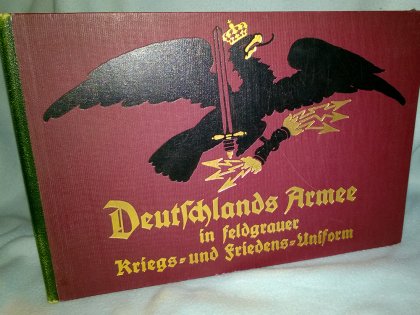 Deutschlands Armee
in feldgrauer
Kriegs- und Friedens-Uniform